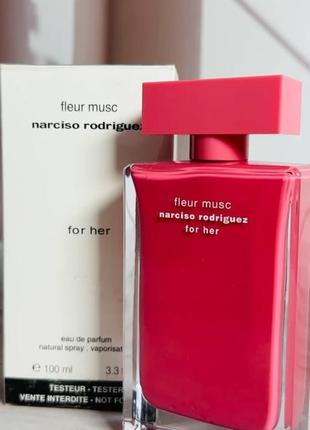 fleur musc
narciso rodriguez
for her
eau de parfum
natural spray . vaporisat
℮ 100 ml 3.3
TESTEUR - TESTER
VENTE INTERDITE - NOT FO
fleur musc
narciso rodriguez
for her